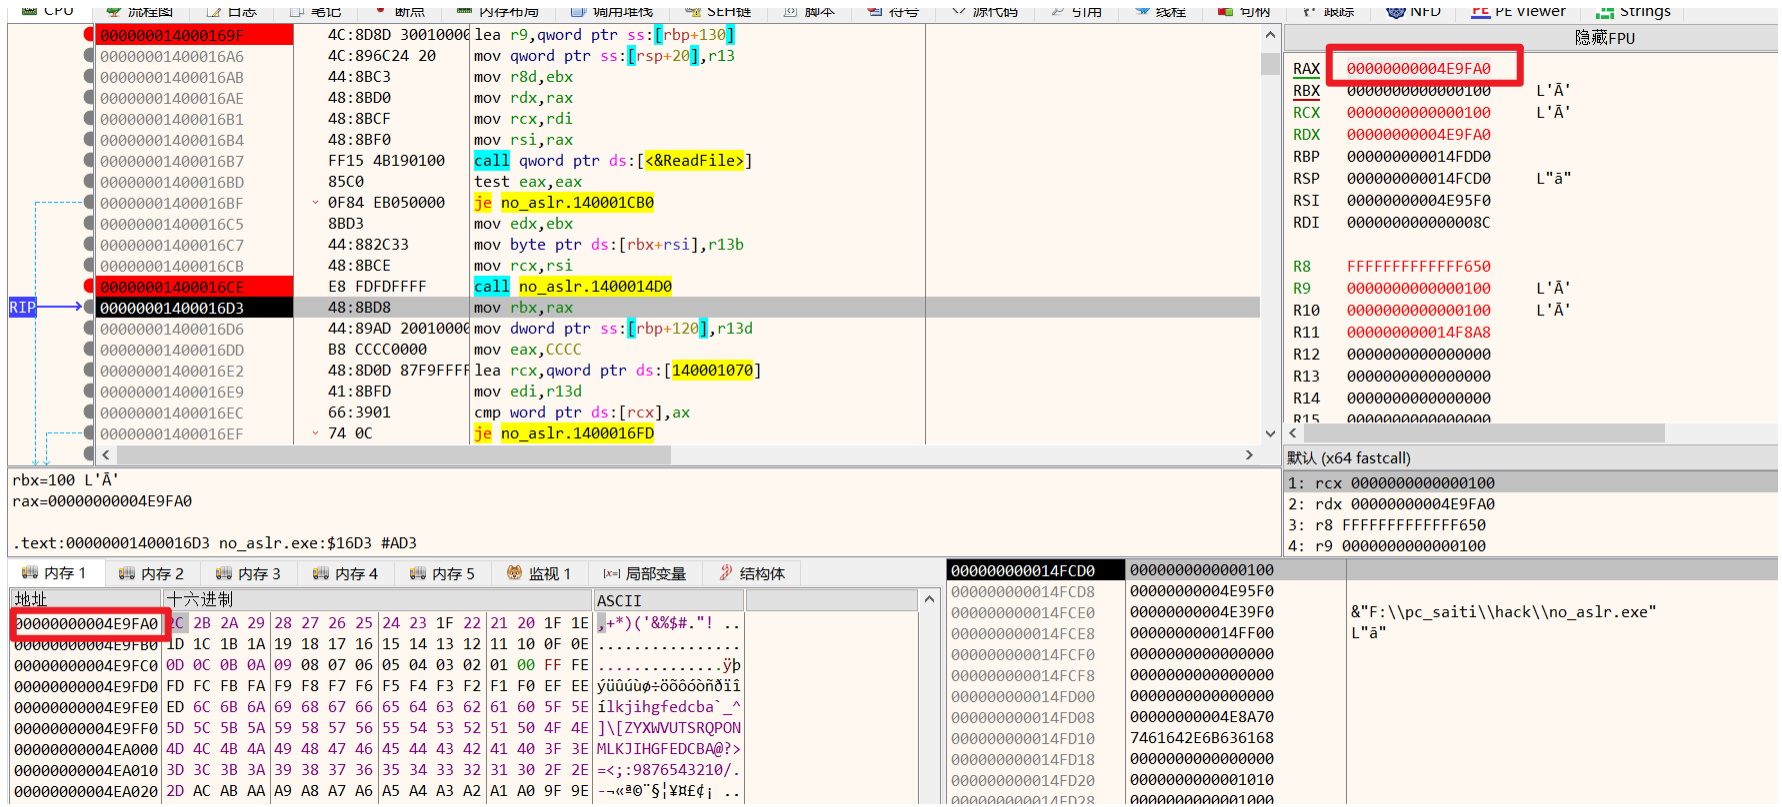 CPU 流程图 日志 笔记 断点 内存布局 调用堆栈 SEH链 脚本 符号 源代码 引用 线程 句柄 跟踪 NFD PE PE Viewer Strings
000000014000169F 4C:8D8D 30010000 lea r9,qword ptr ss:[rbp+130]
00000001400016A6 4C:896C24 20 mov qword ptr ss:[rsp+20],r13
00000001400016AB 44:8BC3 mov r8d,ebx
00000001400016AE 48:8BD0 mov rdx,rax
00000001400016B1 48:8BCF mov rcx,rdi
00000001400016B4 48:8BF0 mov rsi,rax
00000001400016B7 FF15 4B190100 call qword ptr ds:[<&ReadFile>]
00000001400016BD 85C0 test eax,eax
00000001400016BF 0F84 EB050000 je no_aslr.140001CB0
00000001400016C5 8BD3 mov edx,ebx
00000001400016C7 44:882C33 mov byte ptr ds:[rbx+rsi],r13b
00000001400016CB 48:8BCE mov rcx,rsi
00000001400016CE E8 FDFDFFFF call no_aslr.1400014D0
RIP 00000001400016D3 48:8BD8 mov rbx,rax
00000001400016D6 44:89AD 20010000 mov dword ptr ss:[rbp+120],r13d
00000001400016DD B8 CCCC0000 mov eax,CCCC
00000001400016E2 48:8D0D 87F9FFFF lea rcx,qword ptr ds:[140001070]
00000001400016E9 41:8BFD mov edi,r13d
00000001400016EC 66:3901 cmp word ptr ds:[rcx],ax
00000001400016EF 74 0C je no_aslr.1400016FD
隐藏FPU
RAX 00000000004E9FA0
RBX 0000000000000100 L'Ā'
RCX 0000000000000100 L'Ā'
RDX 00000000004E9FA0
RBP 000000000014FDD0
RSP 000000000014FCD0 L"ā"
RSI 00000000004E95F0
RDI 000000000000008C
R8 FFFFFFFFFFFFF650
R9 0000000000000100 L'Ā'
R10 0000000000000100 L'Ā'
R11 000000000014F8A8
R12 0000000000000000
R13 0000000000000000
R14 0000000000000000
R15 0000000000000000
默认 (x64 fastcall)
1: rcx 0000000000000100
2: rdx 00000000004E9FA0
3: r8 FFFFFFFFFFFFF650
4: r9 0000000000000100
rbx=100 L'Ā'
rax=00000000004E9FA0
.text:00000001400016D3 no_aslr.exe:$16D3 #AD3
内存 1 内存 2 内存 3 内存 4 内存 5 监视 1 [x=] 局部变量 结构体
地址 十六进制 ASCII
00000000004E9FA0 2C 2B 2A 29 28 27 26 25 24 23 1F 22 21 20 1F 1E ,+*)('&%$#."! ..
00000000004E9FB0 1D 1C 1B 1A 19 18 17 16 15 14 13 12 11 10 0F 0E ................
00000000004E9FC0 0D 0C 0B 0A 09 08 07 06 05 04 03 02 01 00 FF FE ..............ÿþ
00000000004E9FD0 FD FC FB FA F9 F8 F7 F6 F5 F4 F3 F2 F1 F0 EF EE ýüûúùø÷öõôóòñðïî
00000000004E9FE0 ED 6C 6B 6A 69 68 67 66 65 64 63 62 61 60 5F 5E ílkjihgfedcba`_^
00000000004E9FF0 5D 5C 5B 5A 59 58 57 56 55 54 53 52 51 50 4F 4E ]\[ZYXWVUTSRQPON
00000000004EA000 4D 4C 4B 4A 49 48 47 46 45 44 43 42 41 40 3F 3E MLKJIHGFEDCBA@?>
00000000004EA010 3D 3C 3B 3A 39 38 37 36 35 34 33 32 31 30 2F 2E =<;:9876543210/.
00000000004EA020 2D AC AB AA A9 A8 A7 A6 A5 A4 A3 A2 A1 A0 9F 9E -¬«ª©¨§¦¥¤£¢¡ ..
000000000014FCD0 0000000000000100
000000000014FCD8 00000000004E95F0
000000000014FCE0 00000000004E39F0 &"F:\\pc_saiti\\hack\\no_aslr.exe"
000000000014FCE8 000000000014FF00 L"ā"
000000000014FCF0 0000000000000000
000000000014FCF8 0000000000000000
000000000014FD00 0000000000000000
000000000014FD08 00000000004E8A70
000000000014FD10 7461642E6B636168
000000000014FD18 0000000000000000
000000000014FD20 0000000000001010
000000000014FD28 0000000000001000